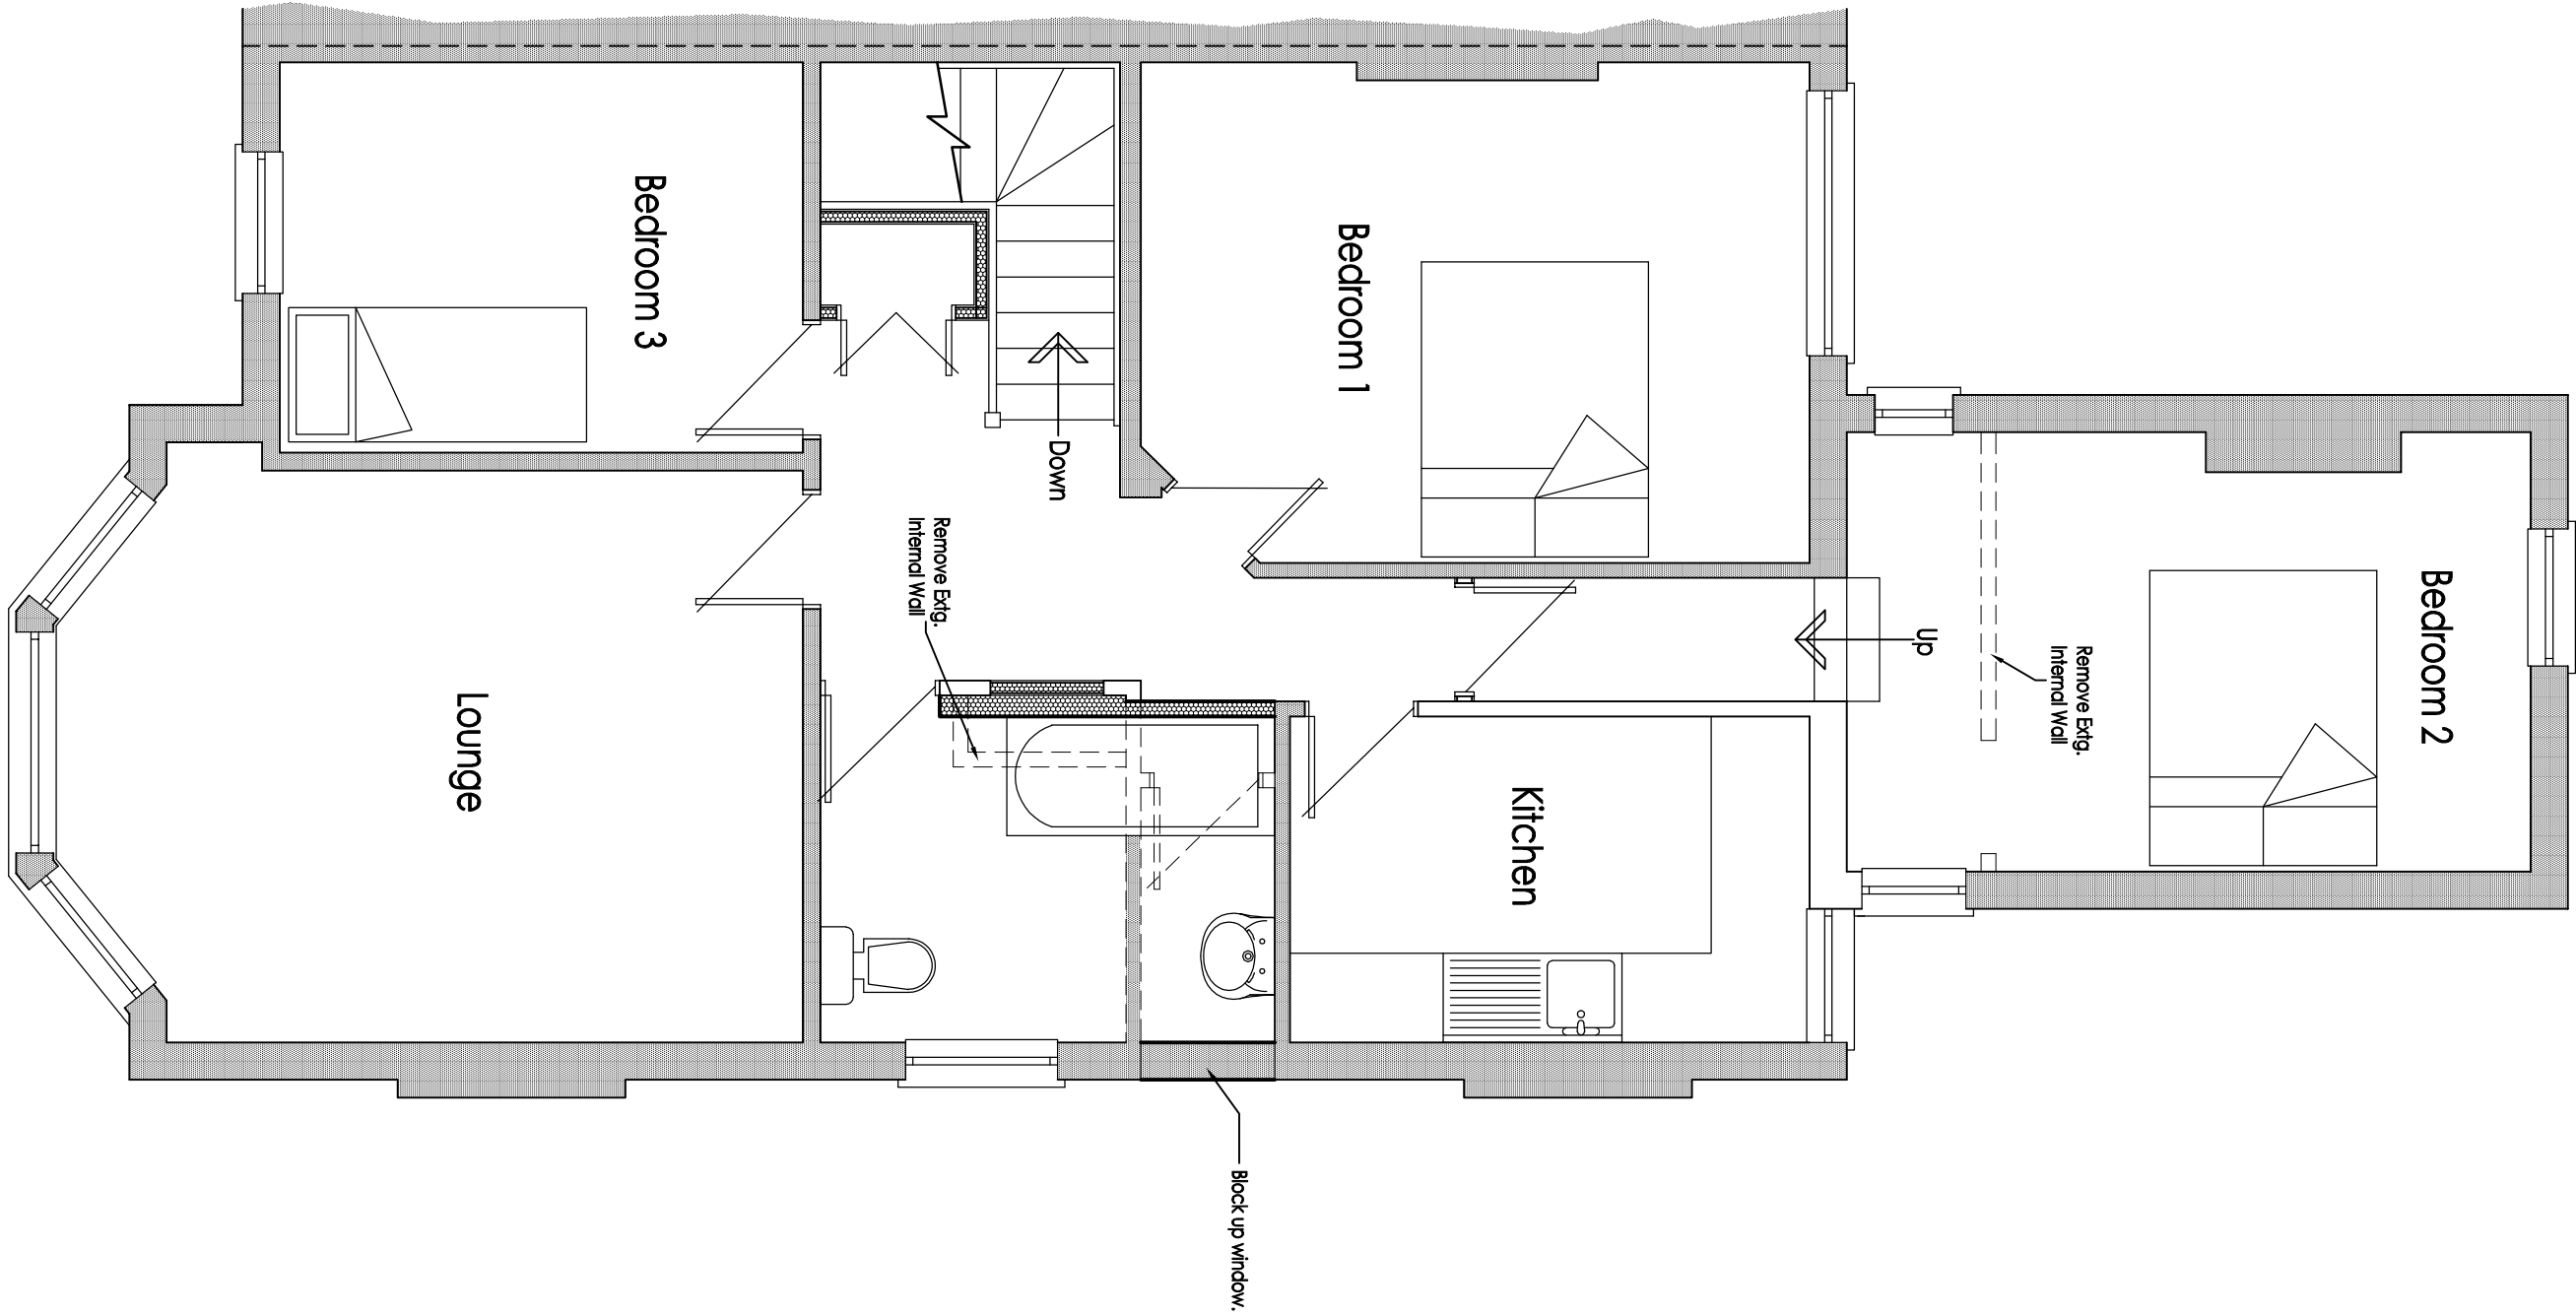 Bedroom 2
Remove Extg.
Internal Wall
Up
Kitchen
Bedroom 1
Block up window.
Down
Remove Extg.
Internal Wall
Bedroom 3
Lounge